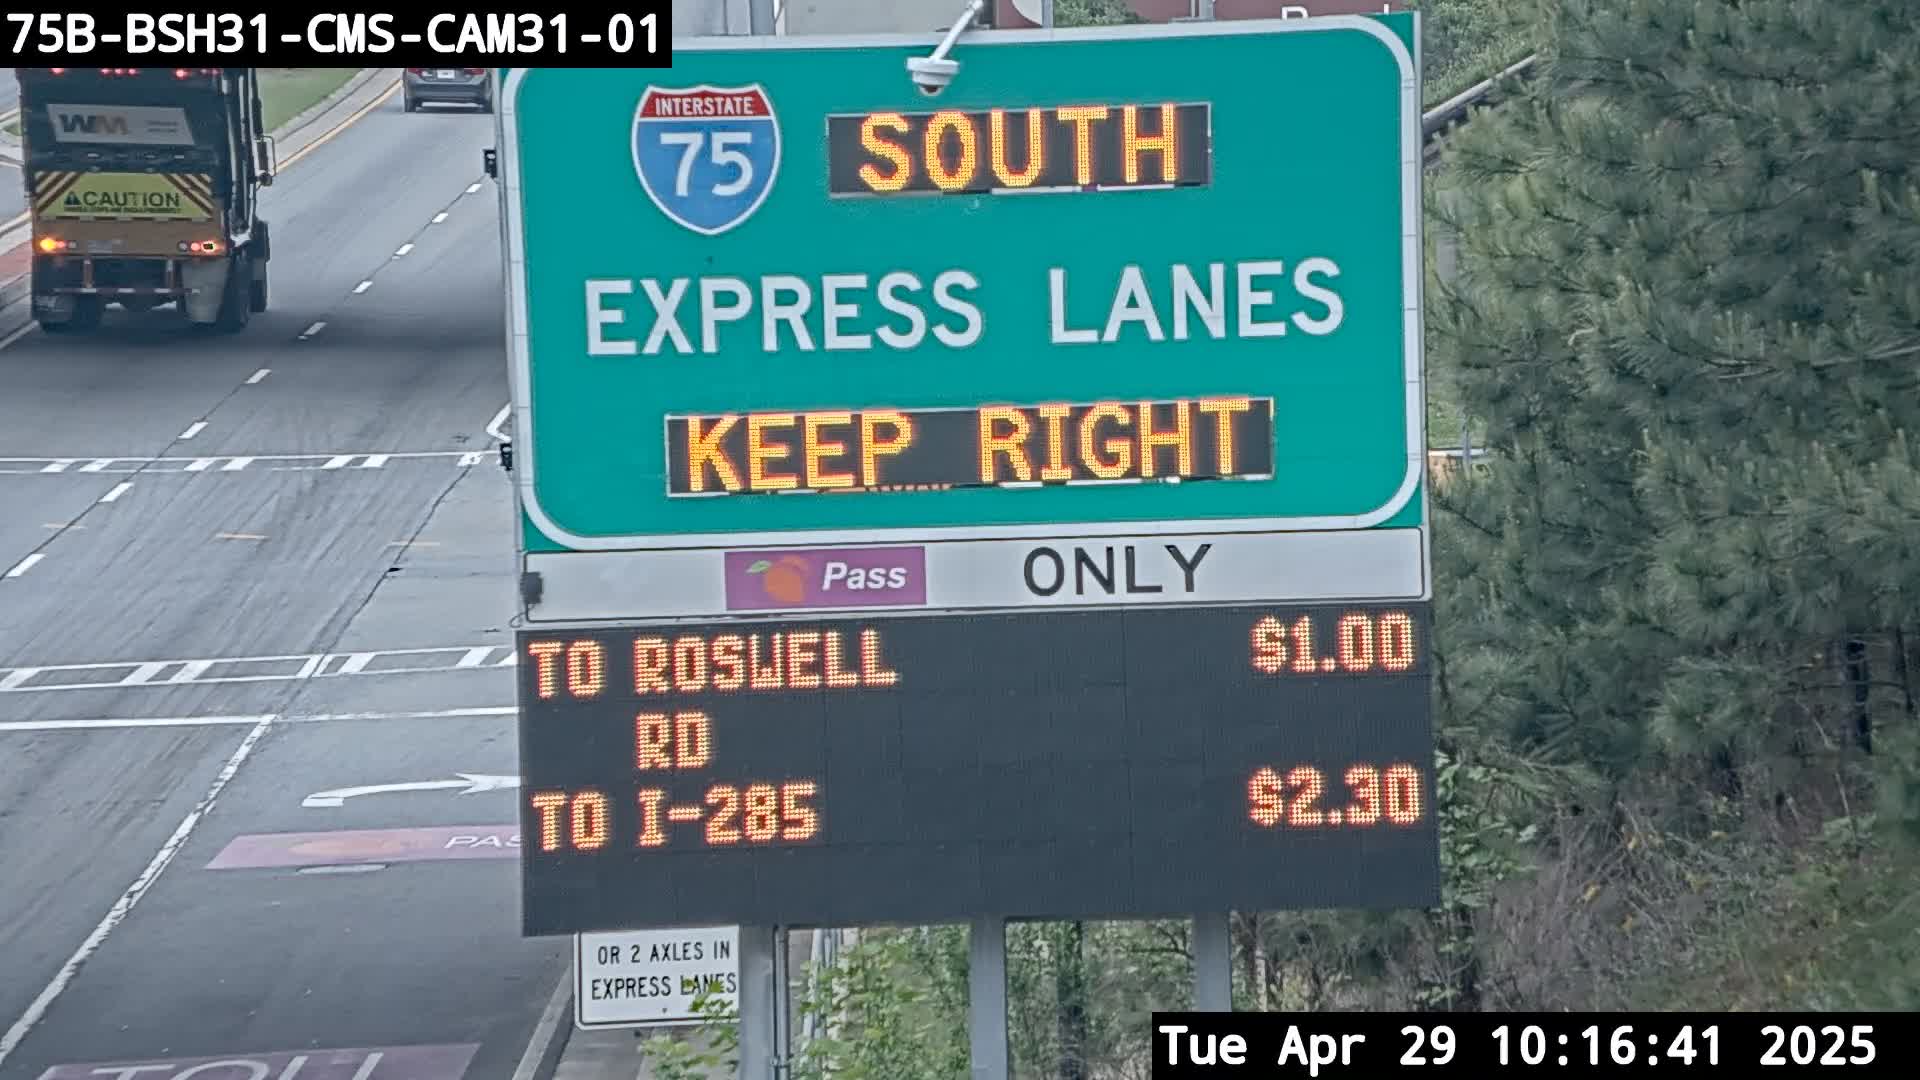 75B-BSH31-CMS-CAM31-01
WM
CAUTION
INTERSTATE
75
SOUTH
EXPRESS LANES
KEEP RIGHT
Pass ONLY
TO ROSWELL $1.00
RD
TO I-285 $2.30
PAS
OR 2 AXLES IN
EXPRESS LANES
TOLL
Tue Apr 29 10:16:41 2025